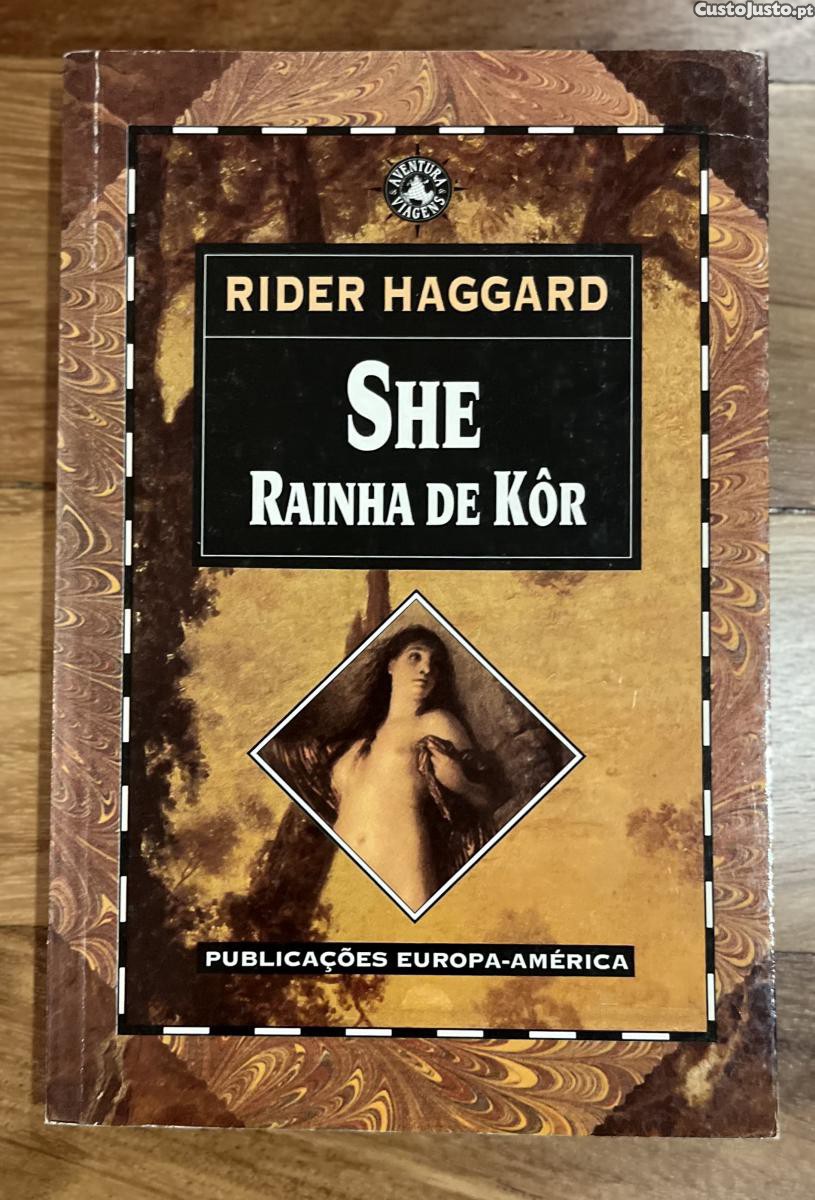 CustoJusto.pt
AVENTURA
VIAGENS
RIDER HAGGARD
SHE
RAINHA DE KÔR
PUBLICAÇÕES EUROPA-AMÉRICA